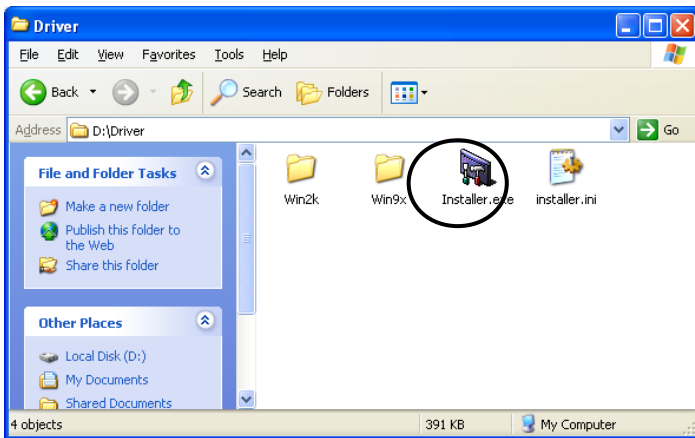 Driver
File Edit View Favorites Tools Help
Back Search Folders
Address D:\Driver Go
File and Folder Tasks
Make a new folder
Publish this folder to
the Web
Share this folder
Other Places
Local Disk (D:)
My Documents
Shared Documents
Win2k Win9x Installer.exe installer.ini
4 objects 391 KB My Computer